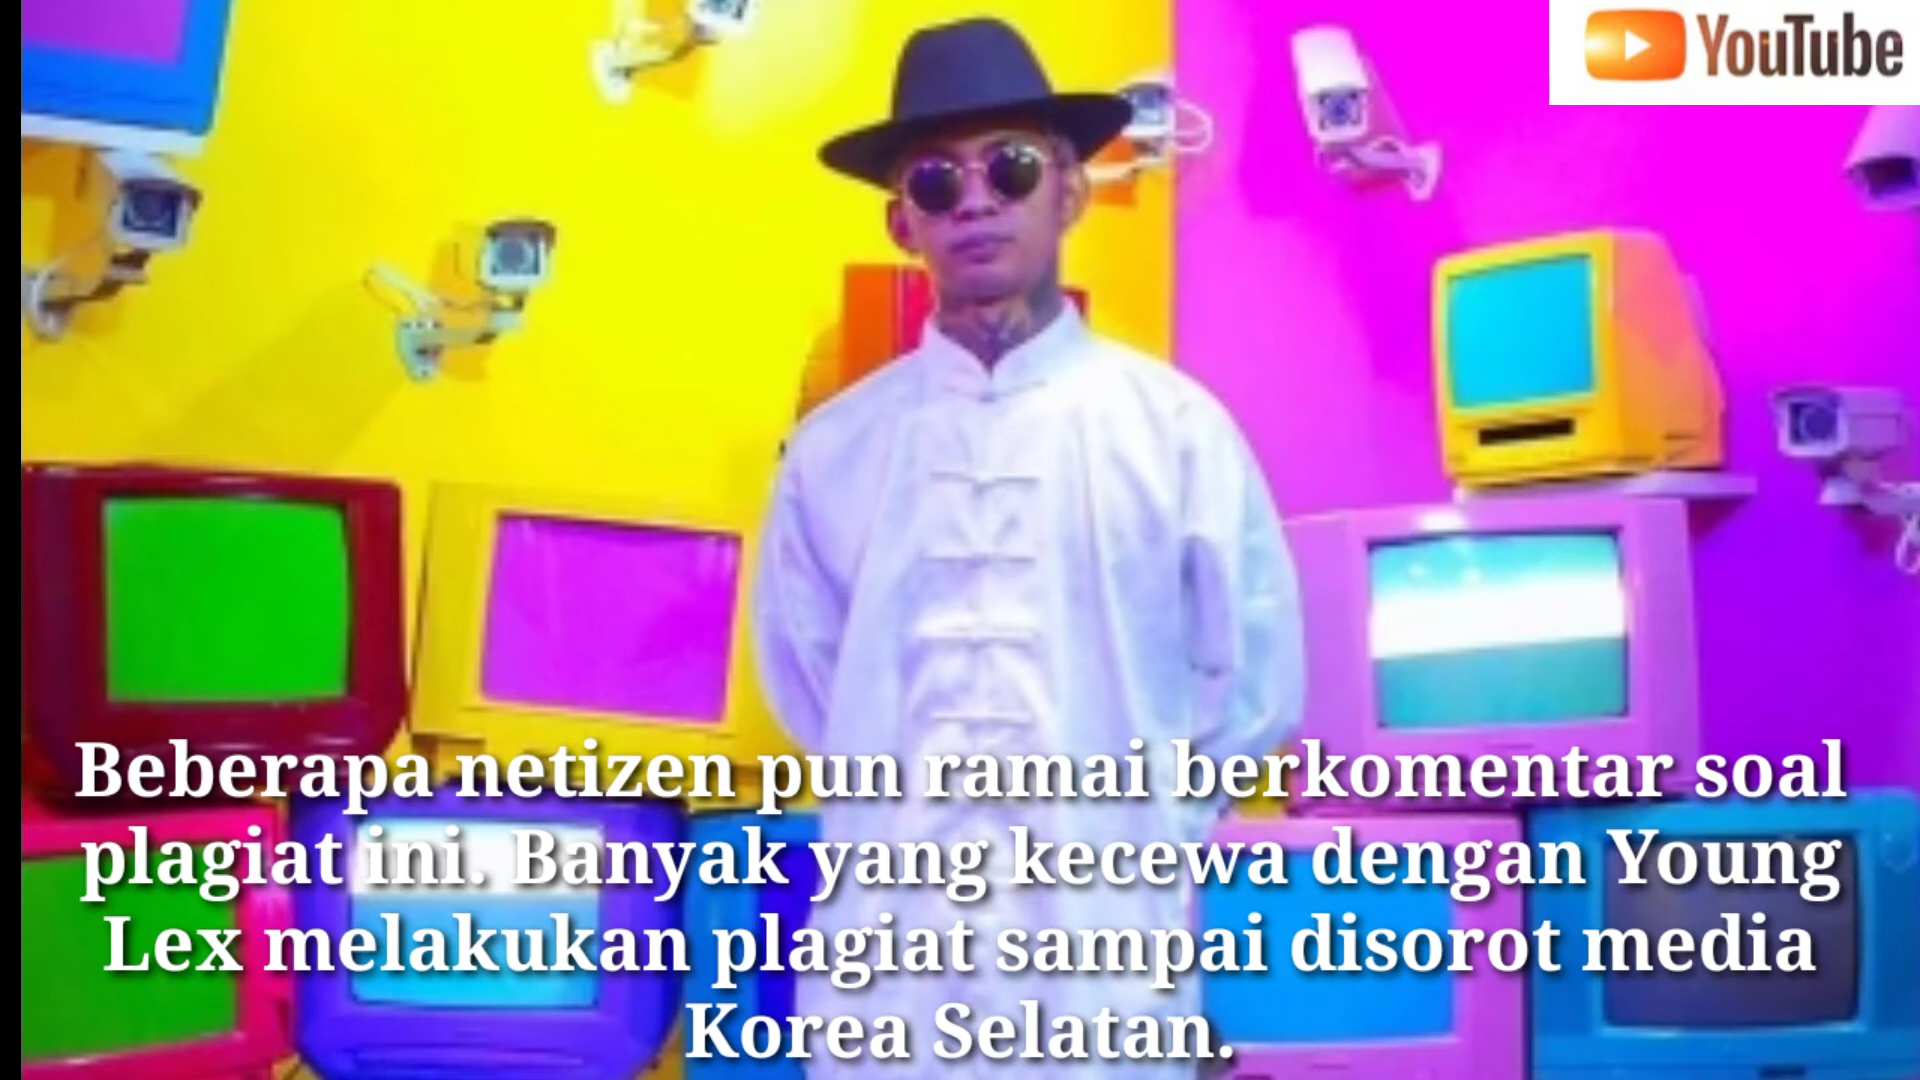 YouTube
Beberapa netizen pun ramai berkomentar soal
plagiat ini. Banyak yang kecewa dengan Young
Lex melakukan plagiat sampai disorot media
Korea Selatan.